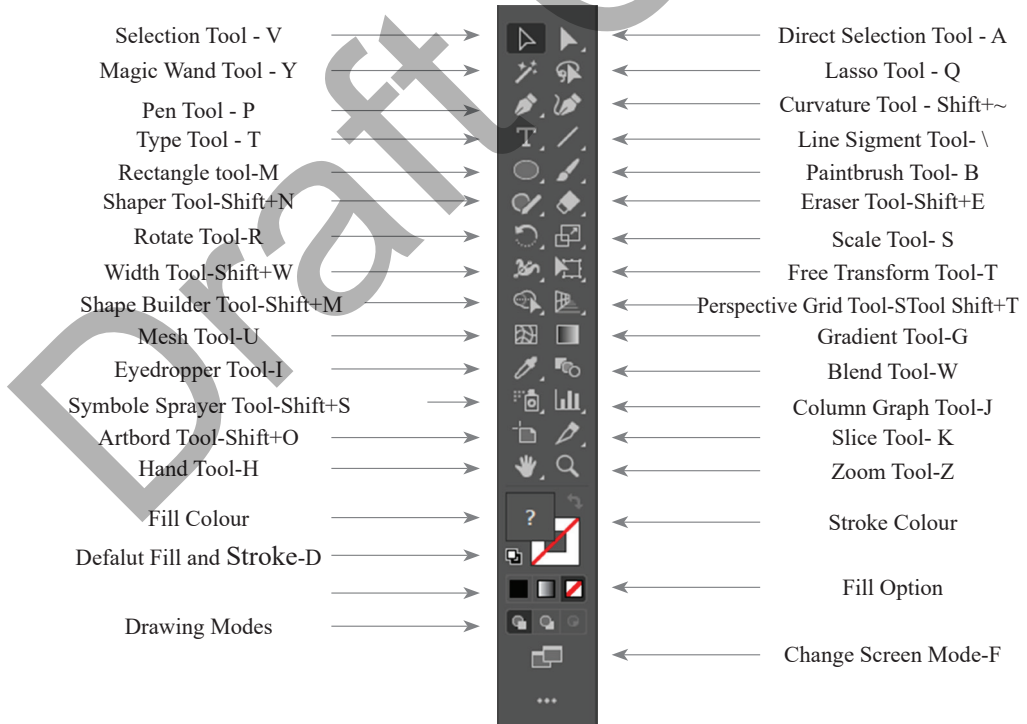 Selection Tool - V
Direct Selection Tool - A
Magic Wand Tool - Y
Lasso Tool - Q
Pen Tool - P
Curvature Tool - Shift+~
Type Tool - T
Line Sigment Tool- \
Rectangle tool-M
Paintbrush Tool- B
Shaper Tool-Shift+N
Eraser Tool-Shift+E
Rotate Tool-R
Scale Tool- S
Width Tool-Shift+W
Free Transform Tool-T
Shape Builder Tool-Shift+M
Perspective Grid Tool-STool Shift+T
Mesh Tool-U
Gradient Tool-G
Eyedropper Tool-I
Blend Tool-W
Symbole Sprayer Tool-Shift+S
Column Graph Tool-J
Artbord Tool-Shift+O
Slice Tool- K
Hand Tool-H
Zoom Tool-Z
Fill Colour
?
Stroke Colour
Defalut Fill and Stroke-D
Fill Option
Drawing Modes
Change Screen Mode-F
Draft